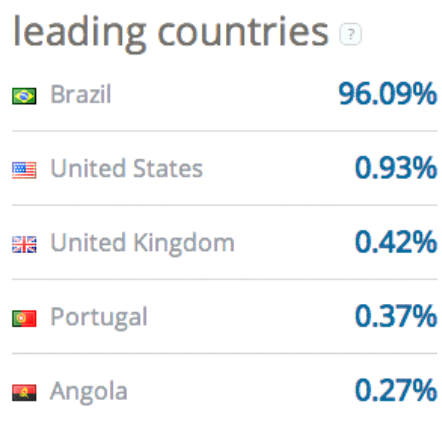 leading countries ?
Brazil 96.09%
United States 0.93%
United Kingdom 0.42%
Portugal 0.37%
Angola 0.27%